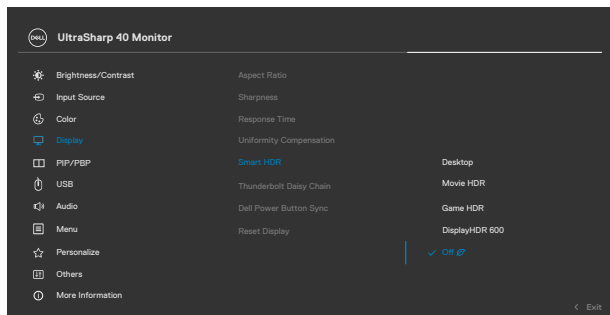 DELL UltraSharp 40 Monitor
Brightness/Contrast Aspect Ratio
Input Source Sharpness
Color Response Time
Display Uniformity Compensation
PIP/PBP Smart HDR Desktop
USB Thunderbolt Daisy Chain Movie HDR
Audio Dell Power Button Sync Game HDR
Menu Reset Display DisplayHDR 600
Personalize Off
Others
More Information
Exit